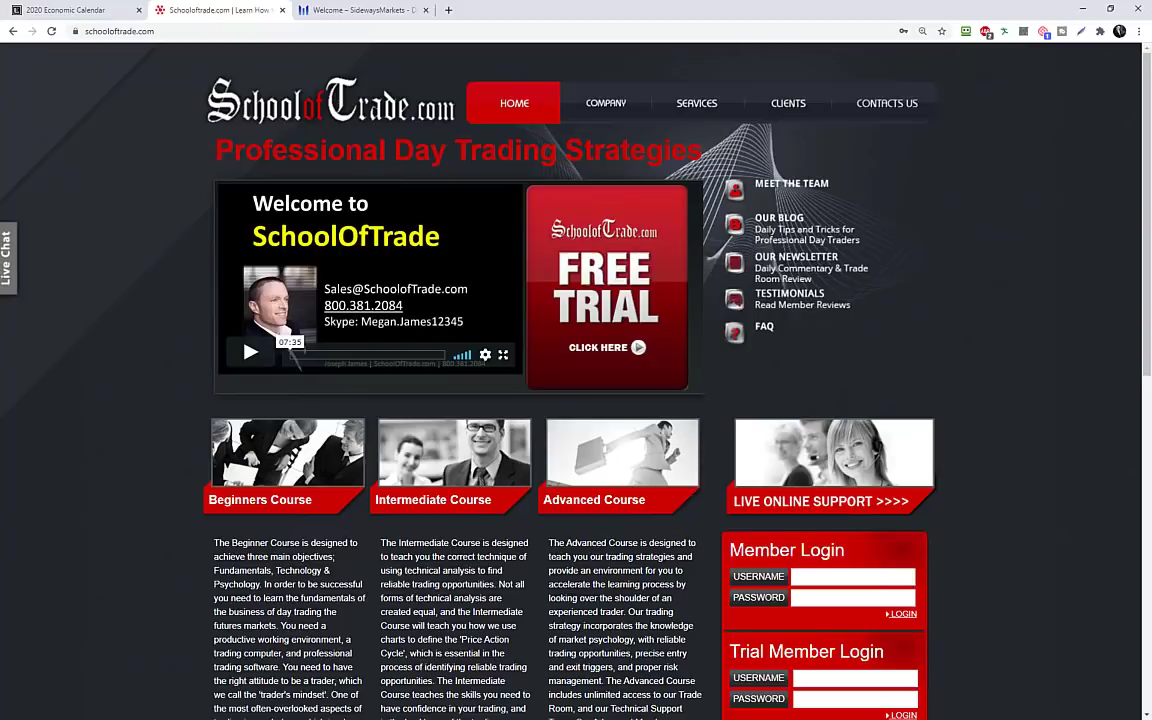 2020 Economic Calendar
Schooloftrade.com | Learn How
Welcome – SidewaysMarkets - D
schooloftrade.com
SchoolofTrade.com
HOME
COMPANY
SERVICES
CLIENTS
CONTACTS US
Professional Day Trading Strategies
Live Chat
Welcome to
SchoolOfTrade
Sales@SchoolofTrade.com
800.381.2084
Skype: Megan.James12345
07:35
Joseph James | SchoolOfTrade.com | 800.381.2084
SchoolofTrade.com
FREE
TRIAL
CLICK HERE
MEET THE TEAM
OUR BLOG
Daily Tips and Tricks for
Professional Day Traders
OUR NEWSLETTER
Daily Commentary & Trade
Room Review
TESTIMONIALS
Read Member Reviews
FAQ
Beginners Course
The Beginner Course is designed to
achieve three main objectives;
Fundamentals, Technology &
Psychology. In order to be successful
you need to learn the fundamentals of
the business of day trading the
futures markets. You need a
productive working environment, a
trading computer, and professional
trading software. You need to have
the right attitude to be a trader, which
we call the 'trader's mindset'. One of
the most often-overlooked aspects of
Intermediate Course
The Intermediate Course is designed
to teach you the correct technique of
using technical analysis to find
reliable trading opportunities. Not all
forms of technical analysis are
created equal, and the Intermediate
Course will teach you how we use
charts to define the 'Price Action
Cycle', which is essential in the
process of identifying reliable trading
opportunities. The Intermediate
Course teaches the skills you need to
have confidence in your trading, and
Advanced Course
The Advanced Course is designed to
teach you our trading strategies and
provide an environment for you to
accelerate the learning process by
looking over the shoulder of an
experienced trader. Our trading
strategy incorporates the knowledge
of market psychology, with reliable
trading opportunities, precise entry
and exit triggers, and proper risk
management. The Advanced Course
includes unlimited access to our Trade
Room, and our Technical Support
LIVE ONLINE SUPPORT >>>>
Member Login
USERNAME
PASSWORD
LOGIN
Trial Member Login
USERNAME
PASSWORD
LOGIN